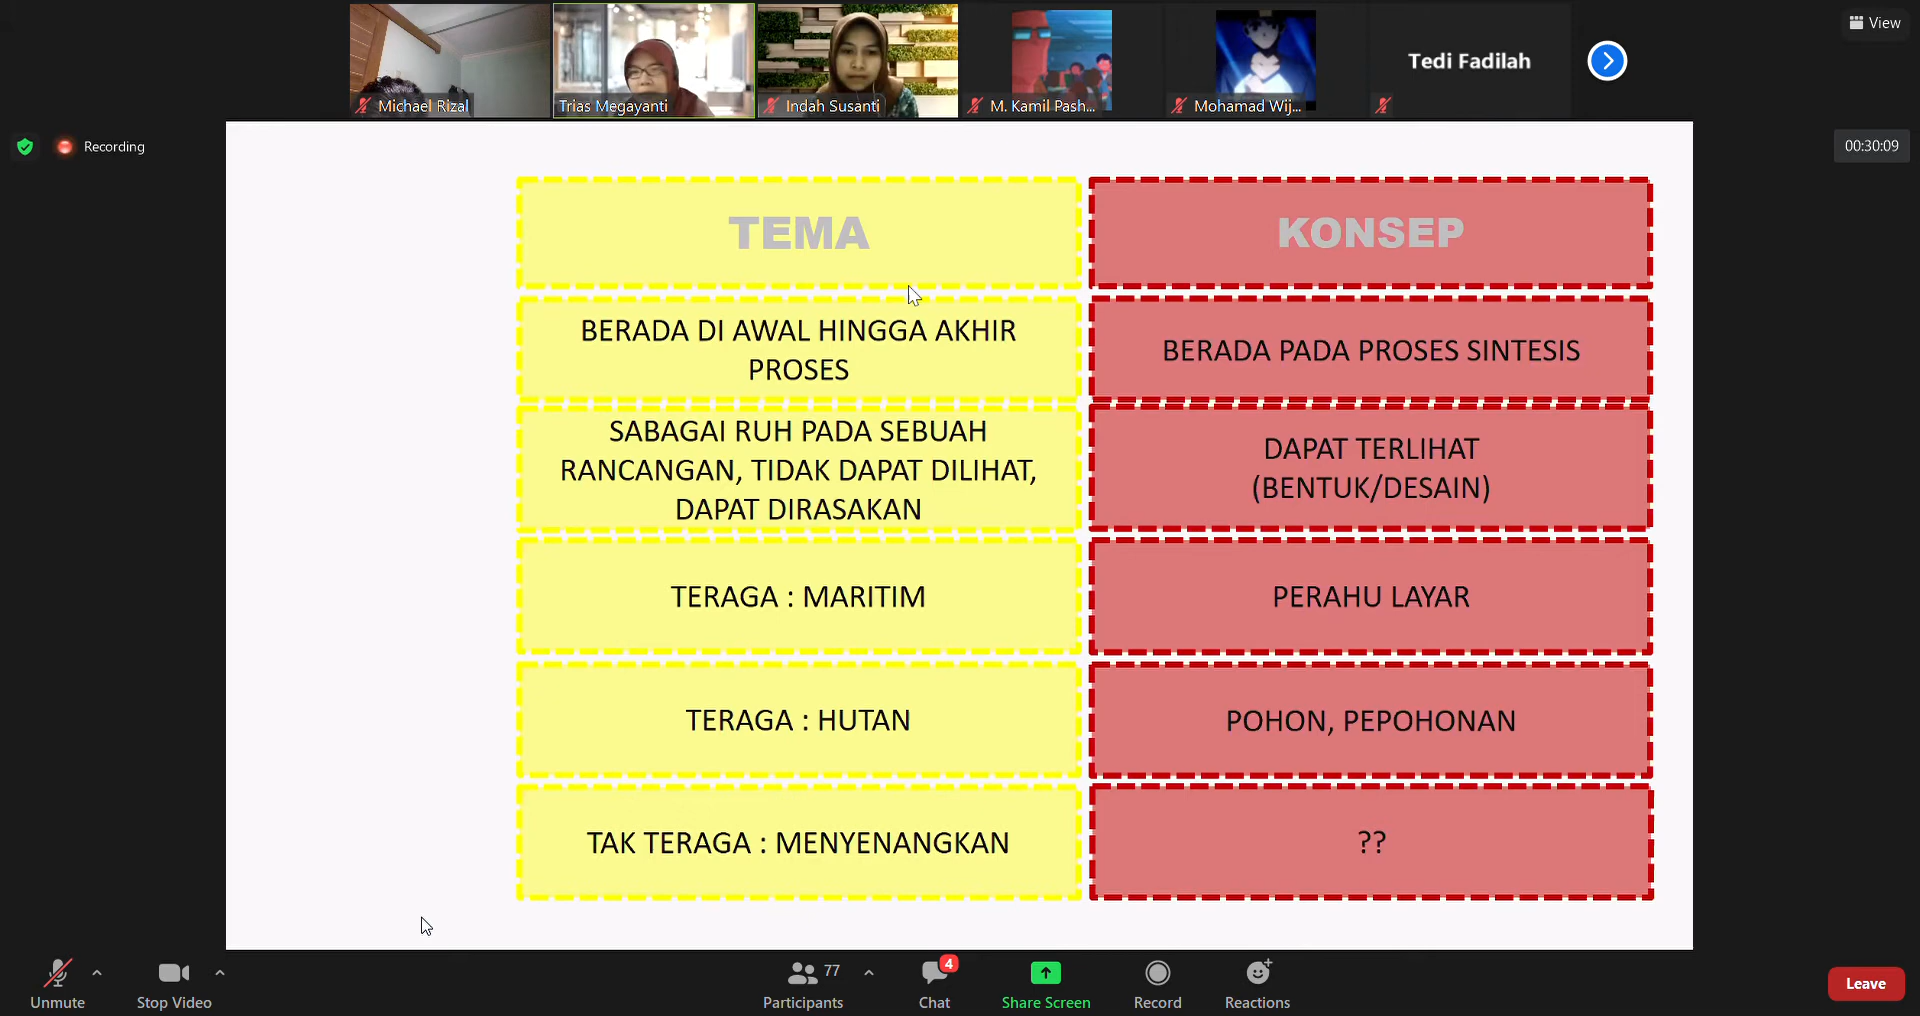 View
Michael Rizal
Trias Megayanti
Indah Susanti
M. Kamil Pash...
Mohamad Wij...
Tedi Fadilah
Recording
00:30:09
TEMA
KONSEP
BERADA DI AWAL HINGGA AKHIR
PROSES
BERADA PADA PROSES SINTESIS
SABAGAI RUH PADA SEBUAH
RANCANGAN, TIDAK DAPAT DILIHAT,
DAPAT DIRASAKAN
DAPAT TERLIHAT
(BENTUK/DESAIN)
TERAGA : MARITIM
PERAHU LAYAR
TERAGA : HUTAN
POHON, PEPOHONAN
TAK TERAGA : MENYENANGKAN
??
Unmute
Stop Video
77
Participants
4
Chat
Share Screen
Record
Reactions
Leave